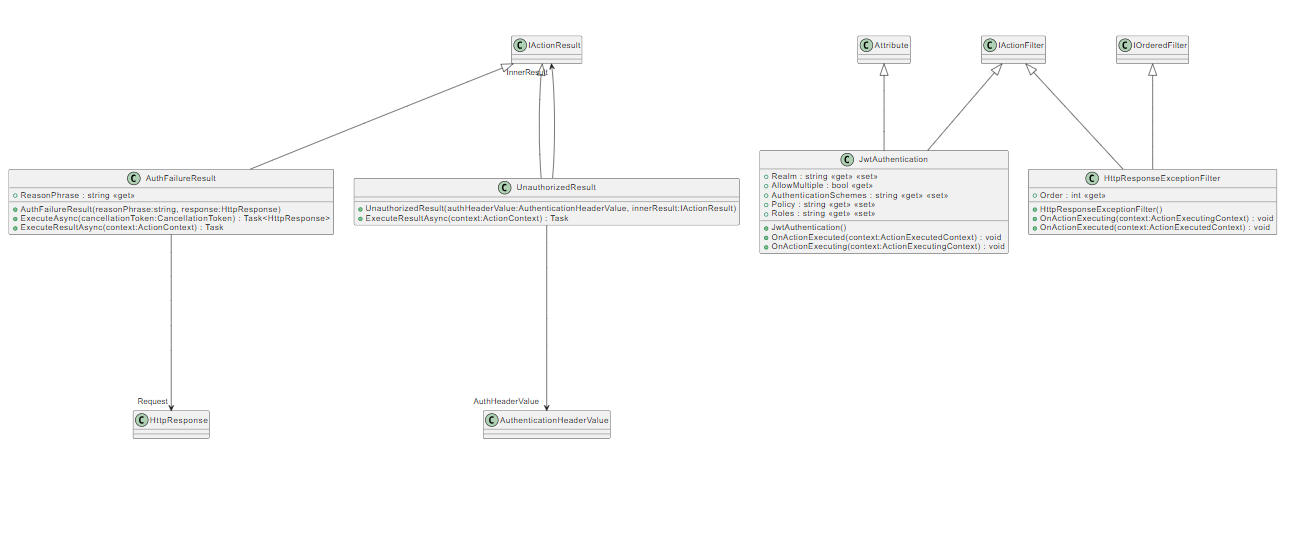 C IActionResult
InnerResult
C Attribute
C IActionFilter
C IOrderedFilter
C AuthFailureResult
ReasonPhrase : string «get»
AuthFailureResult(reasonPhrase:string, response:HttpResponse)
ExecuteAsync(cancellationToken:CancellationToken) : Task<HttpResponse>
ExecuteResultAsync(context:ActionContext) : Task
C UnauthorizedResult
UnauthorizedResult(authHeaderValue:AuthenticationHeaderValue, innerResult:IActionResult)
ExecuteResultAsync(context:ActionContext) : Task
C JwtAuthentication
Realm : string «get» «set»
AllowMultiple : bool «get»
AuthenticationSchemes : string «get» «set»
Policy : string «get» «set»
Roles : string «get» «set»
JwtAuthentication()
OnActionExecuted(context:ActionExecutedContext) : void
OnActionExecuting(context:ActionExecutingContext) : void
C HttpResponseExceptionFilter
Order : int «get»
HttpResponseExceptionFilter()
OnActionExecuting(context:ActionExecutingContext) : void
OnActionExecuted(context:ActionExecutedContext) : void
Request
C HttpResponse
AuthHeaderValue
C AuthenticationHeaderValue